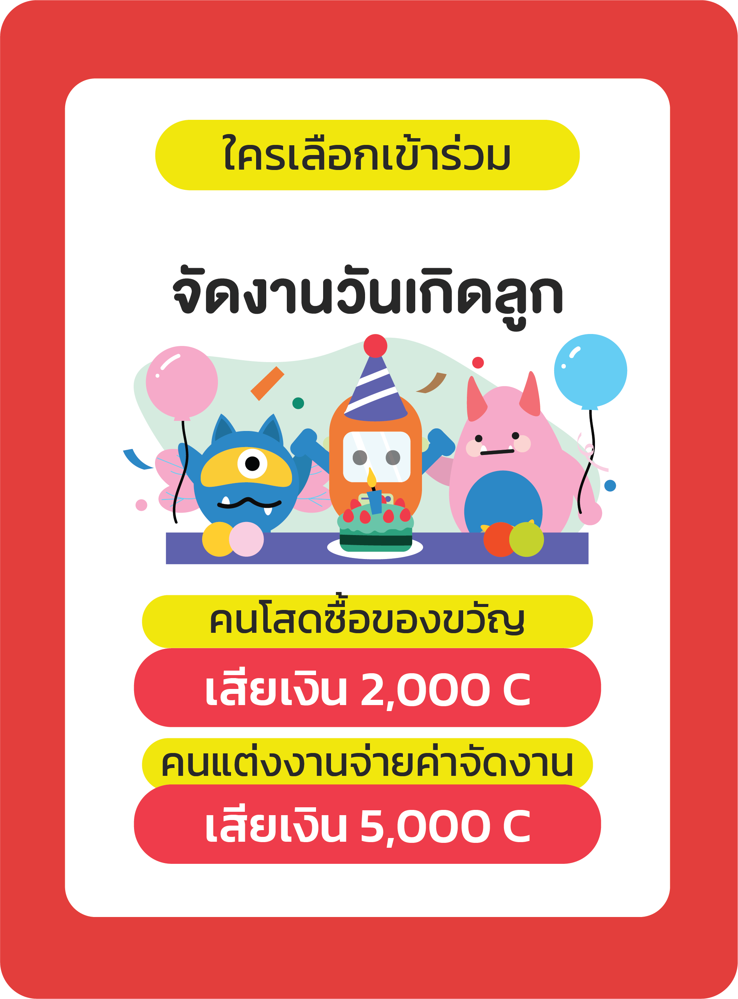 ใครเลือกเข้าร่วม
จัดงานวันเกิดลูก
คนโสดซื้อของขวัญ
เสียเงิน 2,000 C
คนแต่งงานจ่ายค่าจัดงาน
เสียเงิน 5,000 C